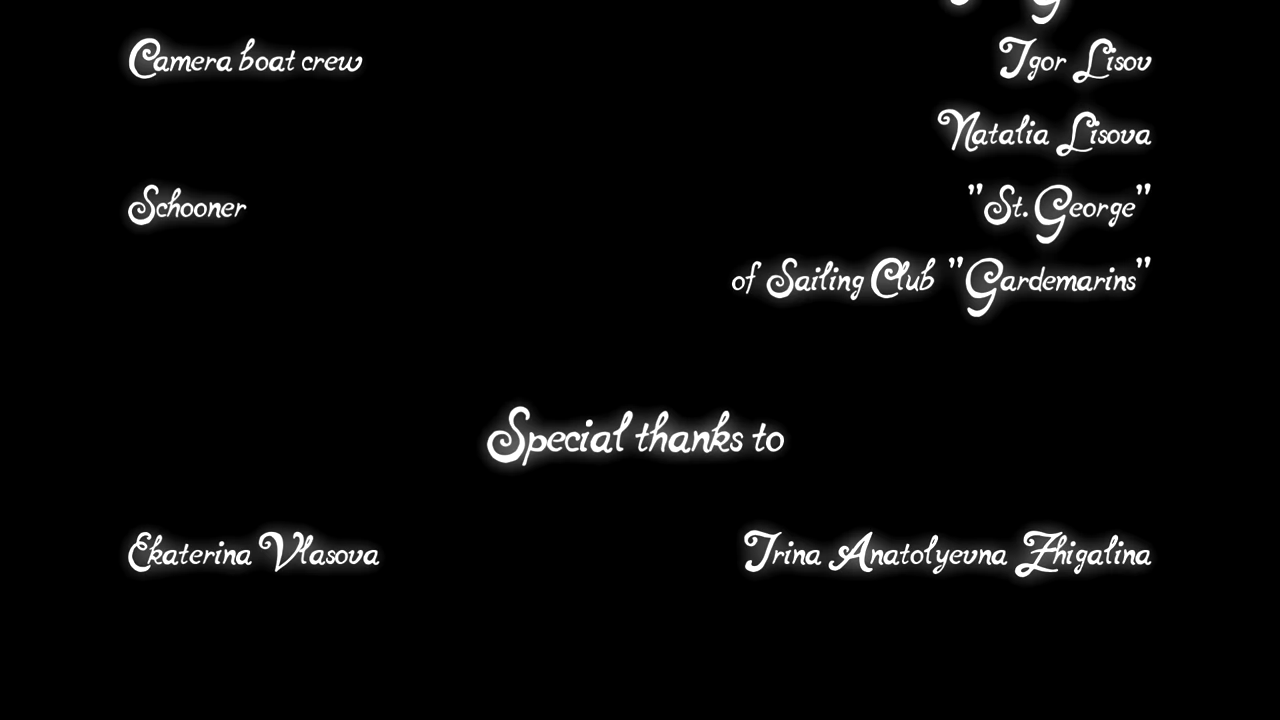 Camera boat crew Igor Lisov
Natalia Lisova
Schooner "St. George"
of Sailing Club "Gardemarins"
Special thanks to
Ekaterina Vlasova Irina Anatolyevna Zhigalina